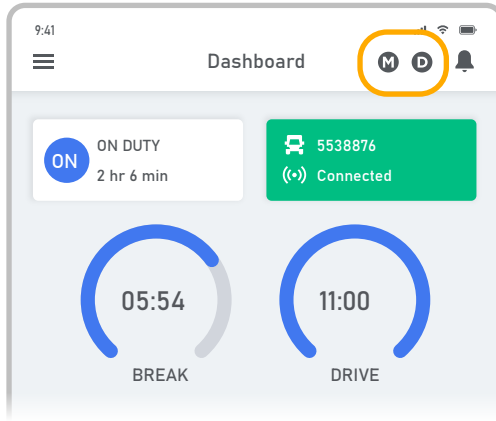 9:41
Dashboard M D
ON ON DUTY
2 hr 6 min
5538876
Connected
05:54
BREAK
11:00
DRIVE